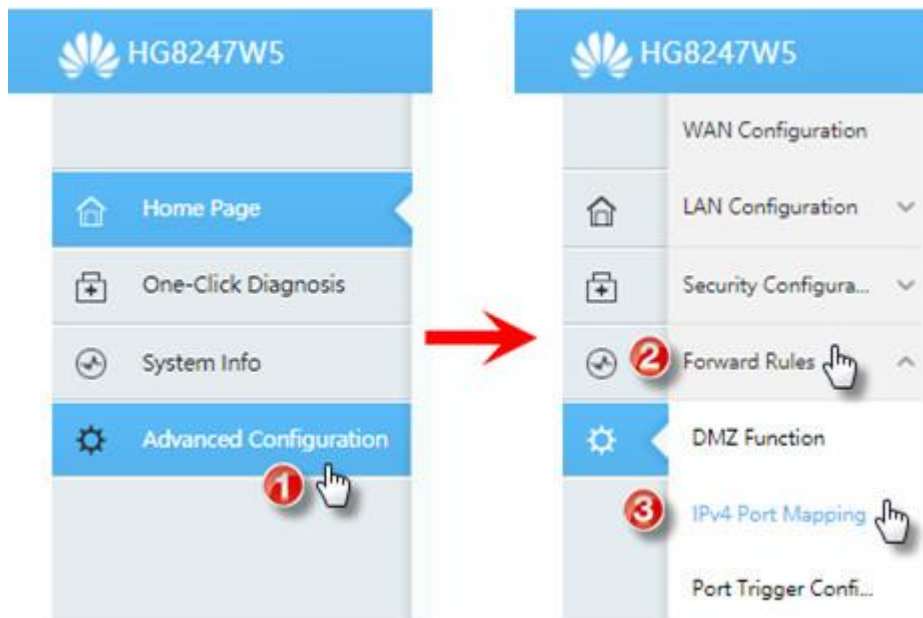 HG8247W5
Home Page
One-Click Diagnosis
System Info
Advanced Configuration
1
HG8247W5
WAN Configuration
LAN Configuration
Security Configura...
2 Forward Rules
DMZ Function
3 IPv4 Port Mapping
Port Trigger Confi...